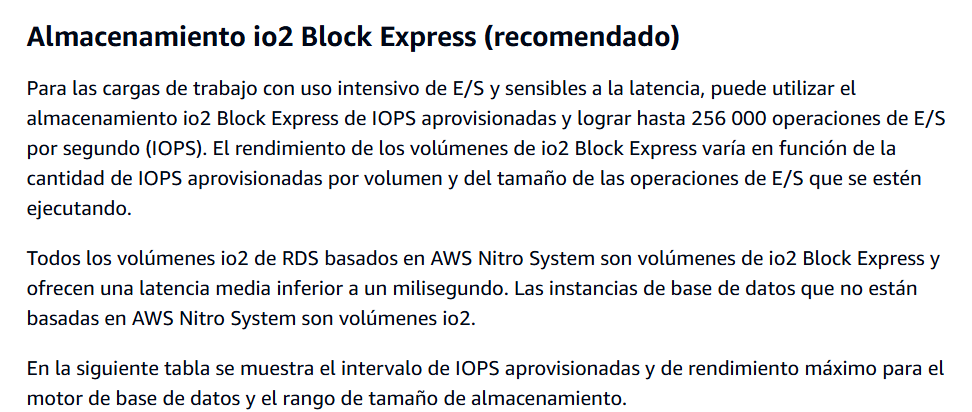 Almacenamiento io2 Block Express (recomendado)
Para las cargas de trabajo con uso intensivo de E/S y sensibles a la latencia, puede utilizar el
almacenamiento io2 Block Express de IOPS aprovisionadas y lograr hasta 256 000 operaciones de E/S
por segundo (IOPS). El rendimiento de los volúmenes de io2 Block Express varía en función de la
cantidad de IOPS aprovisionadas por volumen y del tamaño de las operaciones de E/S que se estén
ejecutando.
Todos los volúmenes io2 de RDS basados en AWS Nitro System son volúmenes de io2 Block Express y
ofrecen una latencia media inferior a un milisegundo. Las instancias de base de datos que no están
basadas en AWS Nitro System son volúmenes io2.
En la siguiente tabla se muestra el intervalo de IOPS aprovisionadas y de rendimiento máximo para el
motor de base de datos y el rango de tamaño de almacenamiento.